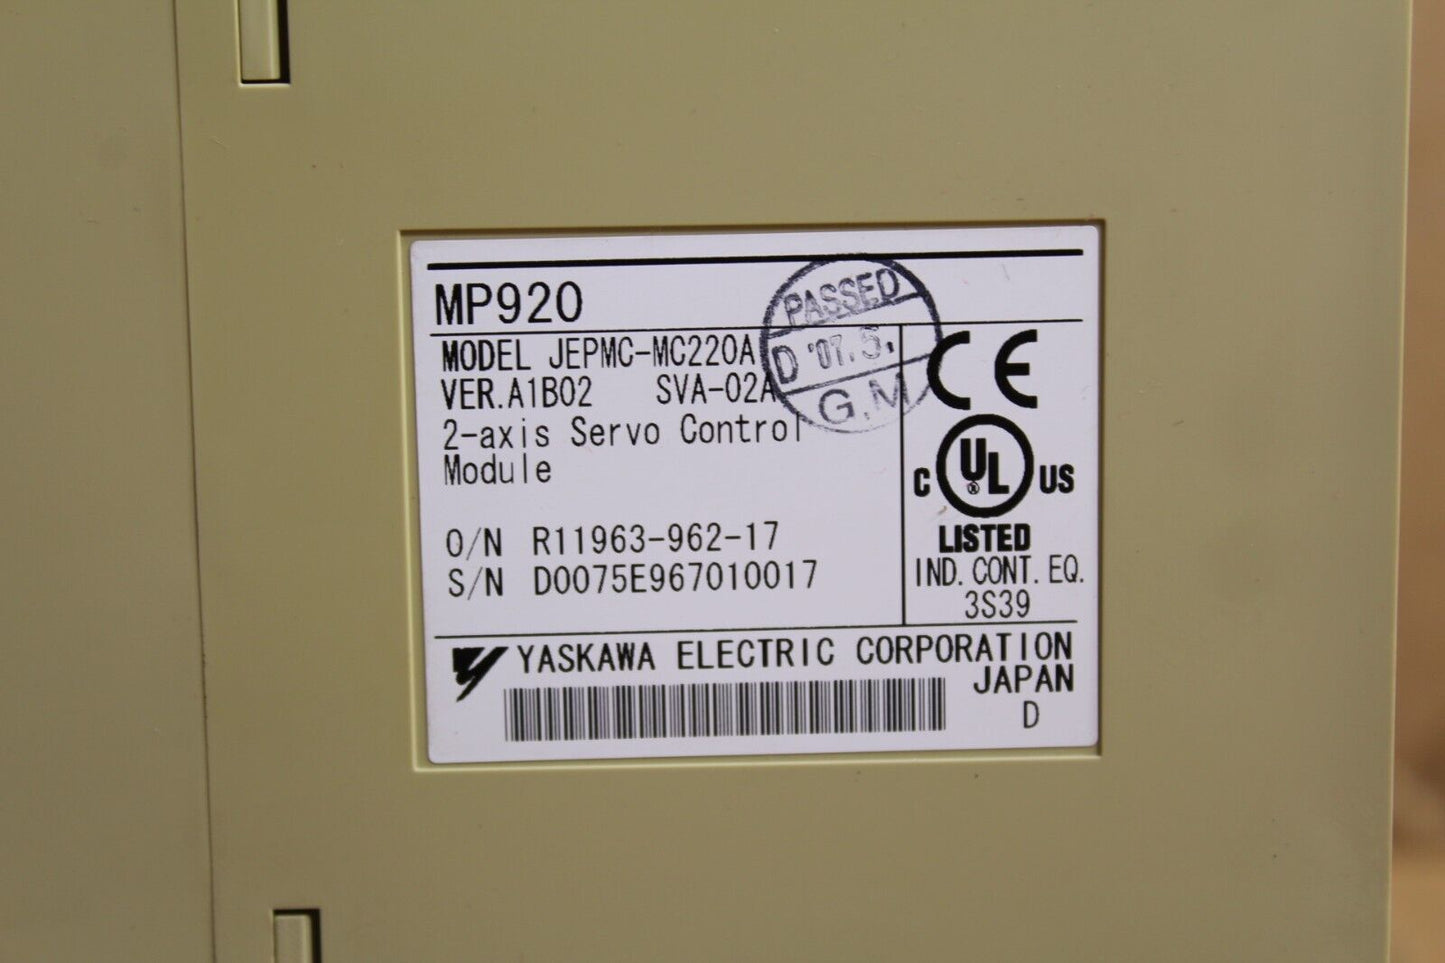 MP920
PASSED
D '07.5.
G.M
MODEL JEPMC-MC220A
VER.A1B02 SVA-02A
2-axis Servo Control
Module
O/N R11963-962-17
S/N D0075E967010017
CE
C UL® US
LISTED
IND. CONT. EQ.
3S39
YASKAWA ELECTRIC CORPORATION
JAPAN
D